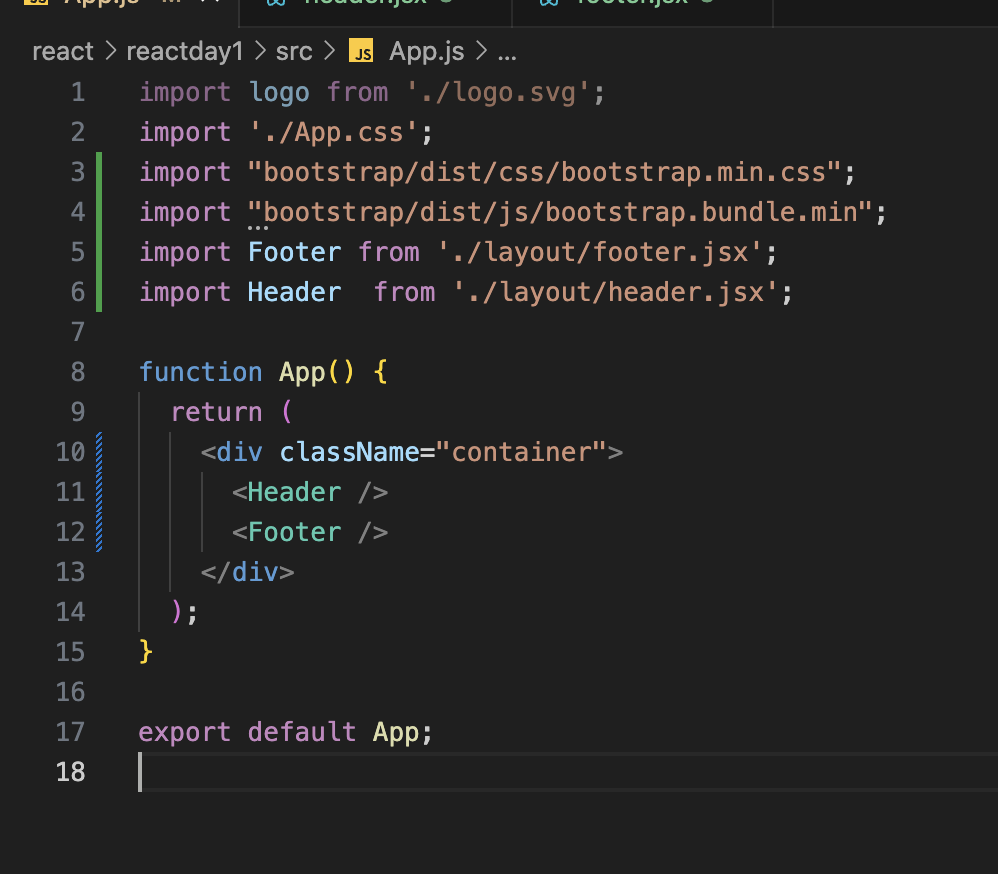 App.js M
header.jsx
footer.jsx
react > reactday1 > src > JS App.js > ...
1 import logo from './logo.svg';
2 import './App.css';
3 import "bootstrap/dist/css/bootstrap.min.css";
4 import "bootstrap/dist/js/bootstrap.bundle.min";
5 import Footer from './layout/footer.jsx';
6 import Header  from './layout/header.jsx';
7
8 function App() {
9   return (
10     <div className="container">
11       <Header />
12       <Footer />
13     </div>
14   );
15 }
16
17 export default App;
18